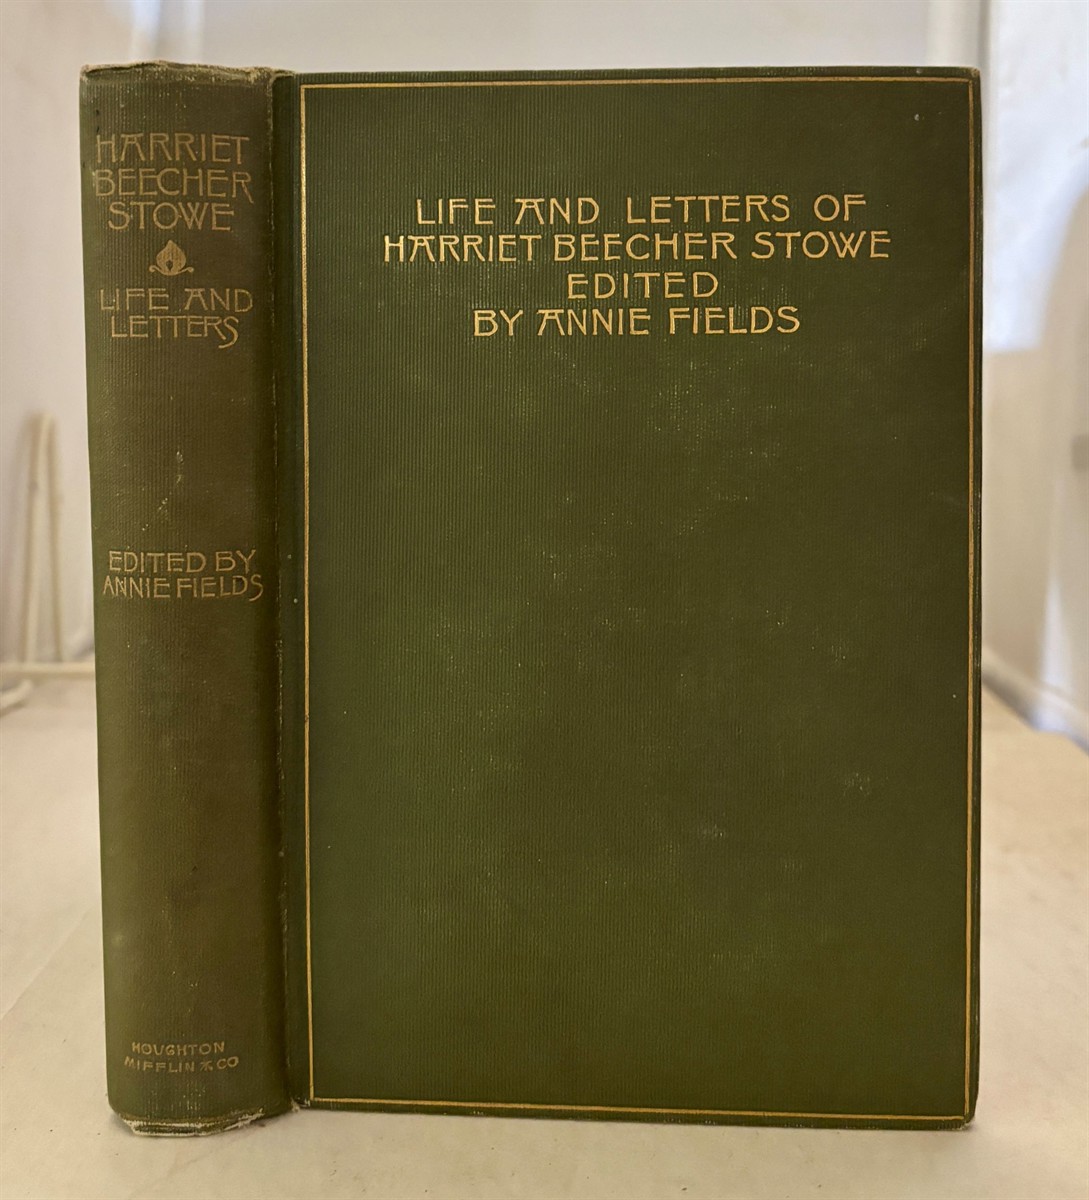 HARRIET
BEECHER
STOWE
LIFE AND
LETTERS
EDITED BY
ANNIE FIELDS
HOUGHTON
MIFFLIN & CO
LIFE AND LETTERS OF
HARRIET BEECHER STOWE
EDITED
BY ANNIE FIELDS